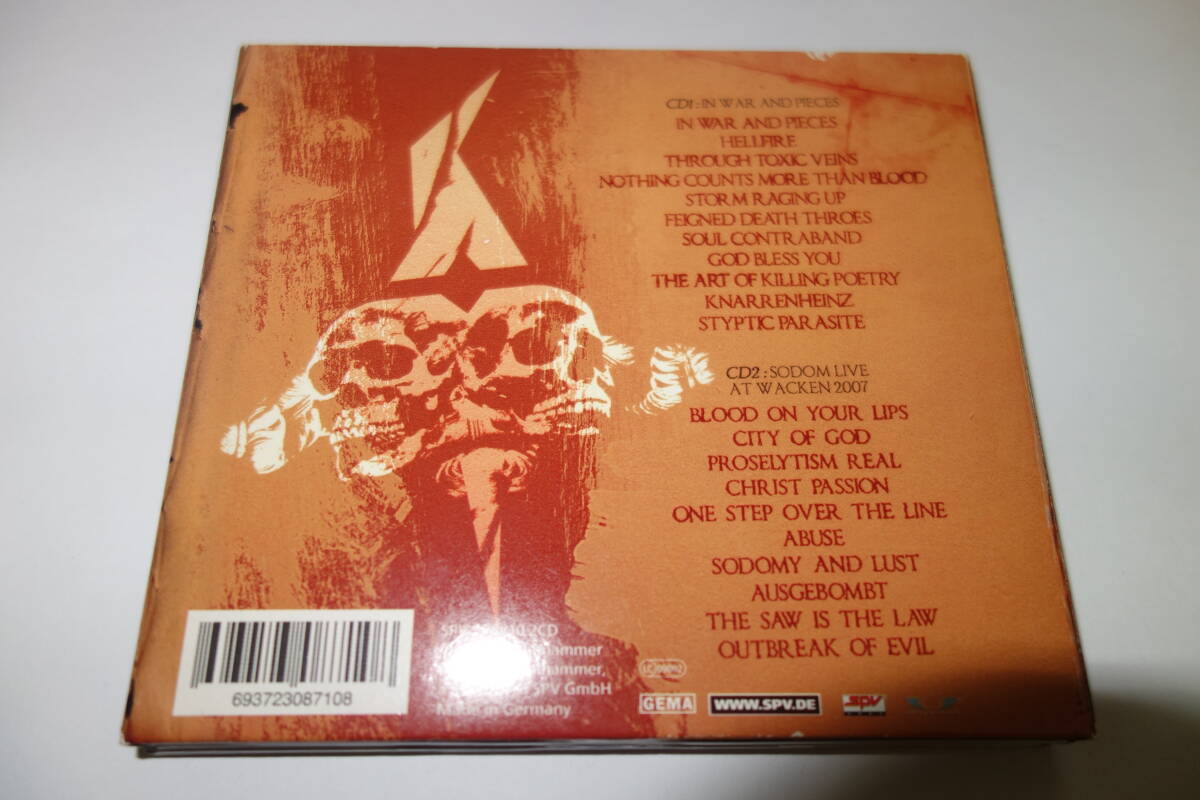 CD1 : IN WAR AND PIECES
IN WAR AND PIECES
HELLFIRE
THROUGH TOXIC VEINS
NOTHING COUNTS MORE THAN BLOOD
STORM RAGING UP
FEIGNED DEATH THROES
SOUL CONTRABAND
GOD BLESS YOU
THE ART OF KILLING POETRY
KNARRENHEINZ
STYPTIC PARASITE
CD2 : SODOM LIVE
AT WACKEN 2007
BLOOD ON YOUR LIPS
CITY OF GOD
PROSELYTISM REAL
CHRIST PASSION
ONE STEP OVER THE LINE
ABUSE
SODOMY AND LUST
AUSGEBOMBT
THE SAW IS THE LAW
OUTBREAK OF EVIL
693723087108
2CD
SPV GmbH
Made in Germany
GEMA
WWW.SPV.DE
SPV